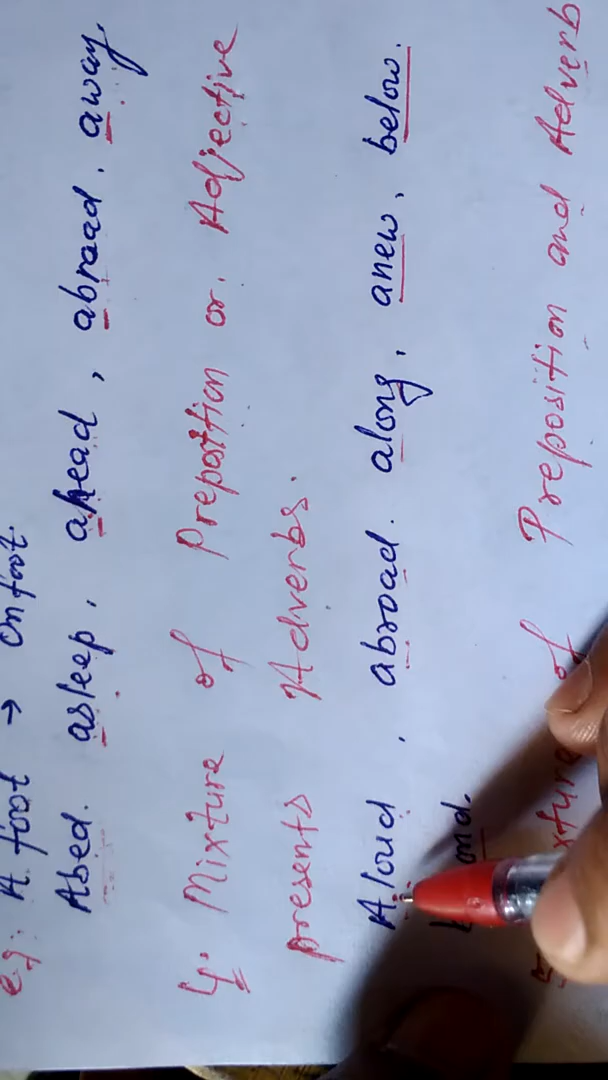 e.g: A foot → on foot.
Abed. asleep, ahead, abroad, away.
4. Mixture of Preposition or Adjective
presents Adverbs.
Aloud, abroad. along, anew, below.
Preposition and Adverb